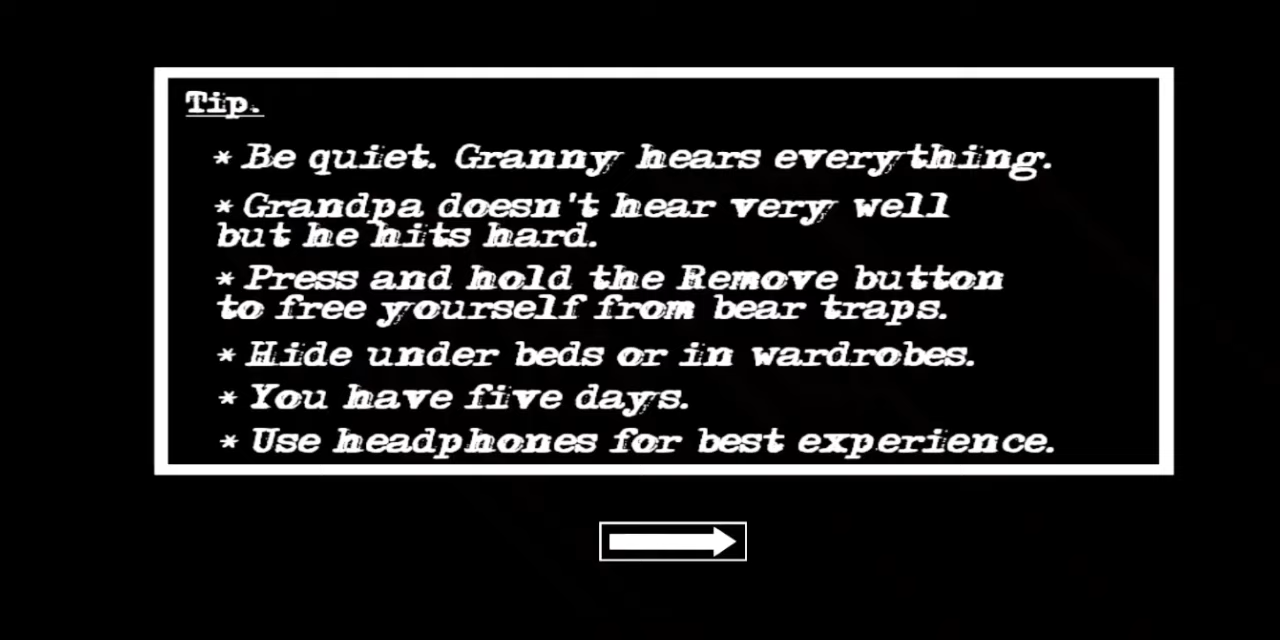 Tip.
* Be quiet. Granny hears everything.
* Grandpa doesn't hear very well
but he hits hard.
* Press and hold the Remove button
to free yourself from bear traps.
* Hide under beds or in wardrobes.
* You have five days.
* Use headphones for best experience.